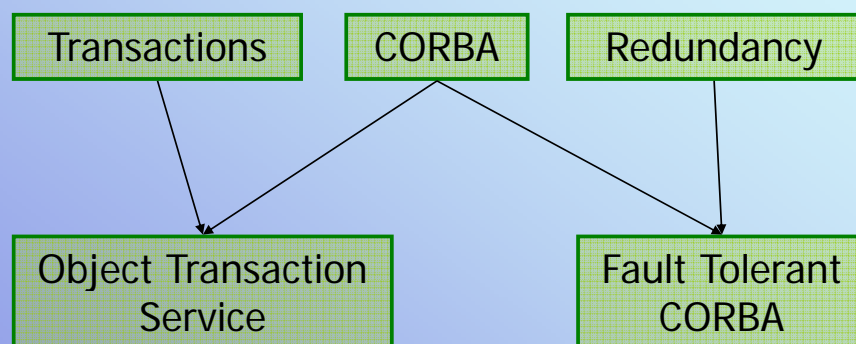 Transactions
CORBA
Redundancy
Object Transaction
Service
Fault Tolerant
CORBA